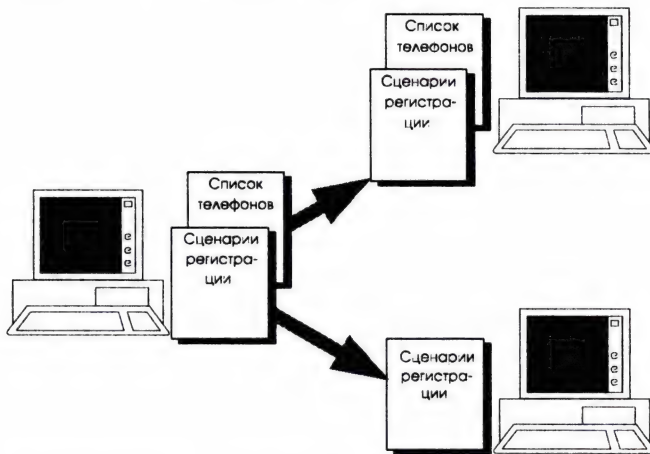 Список
телефонов
Сценарии
регистра-
ции
Список
телефонов
Сценарии
регистра-
ции
Сценарии
регистра-
ции